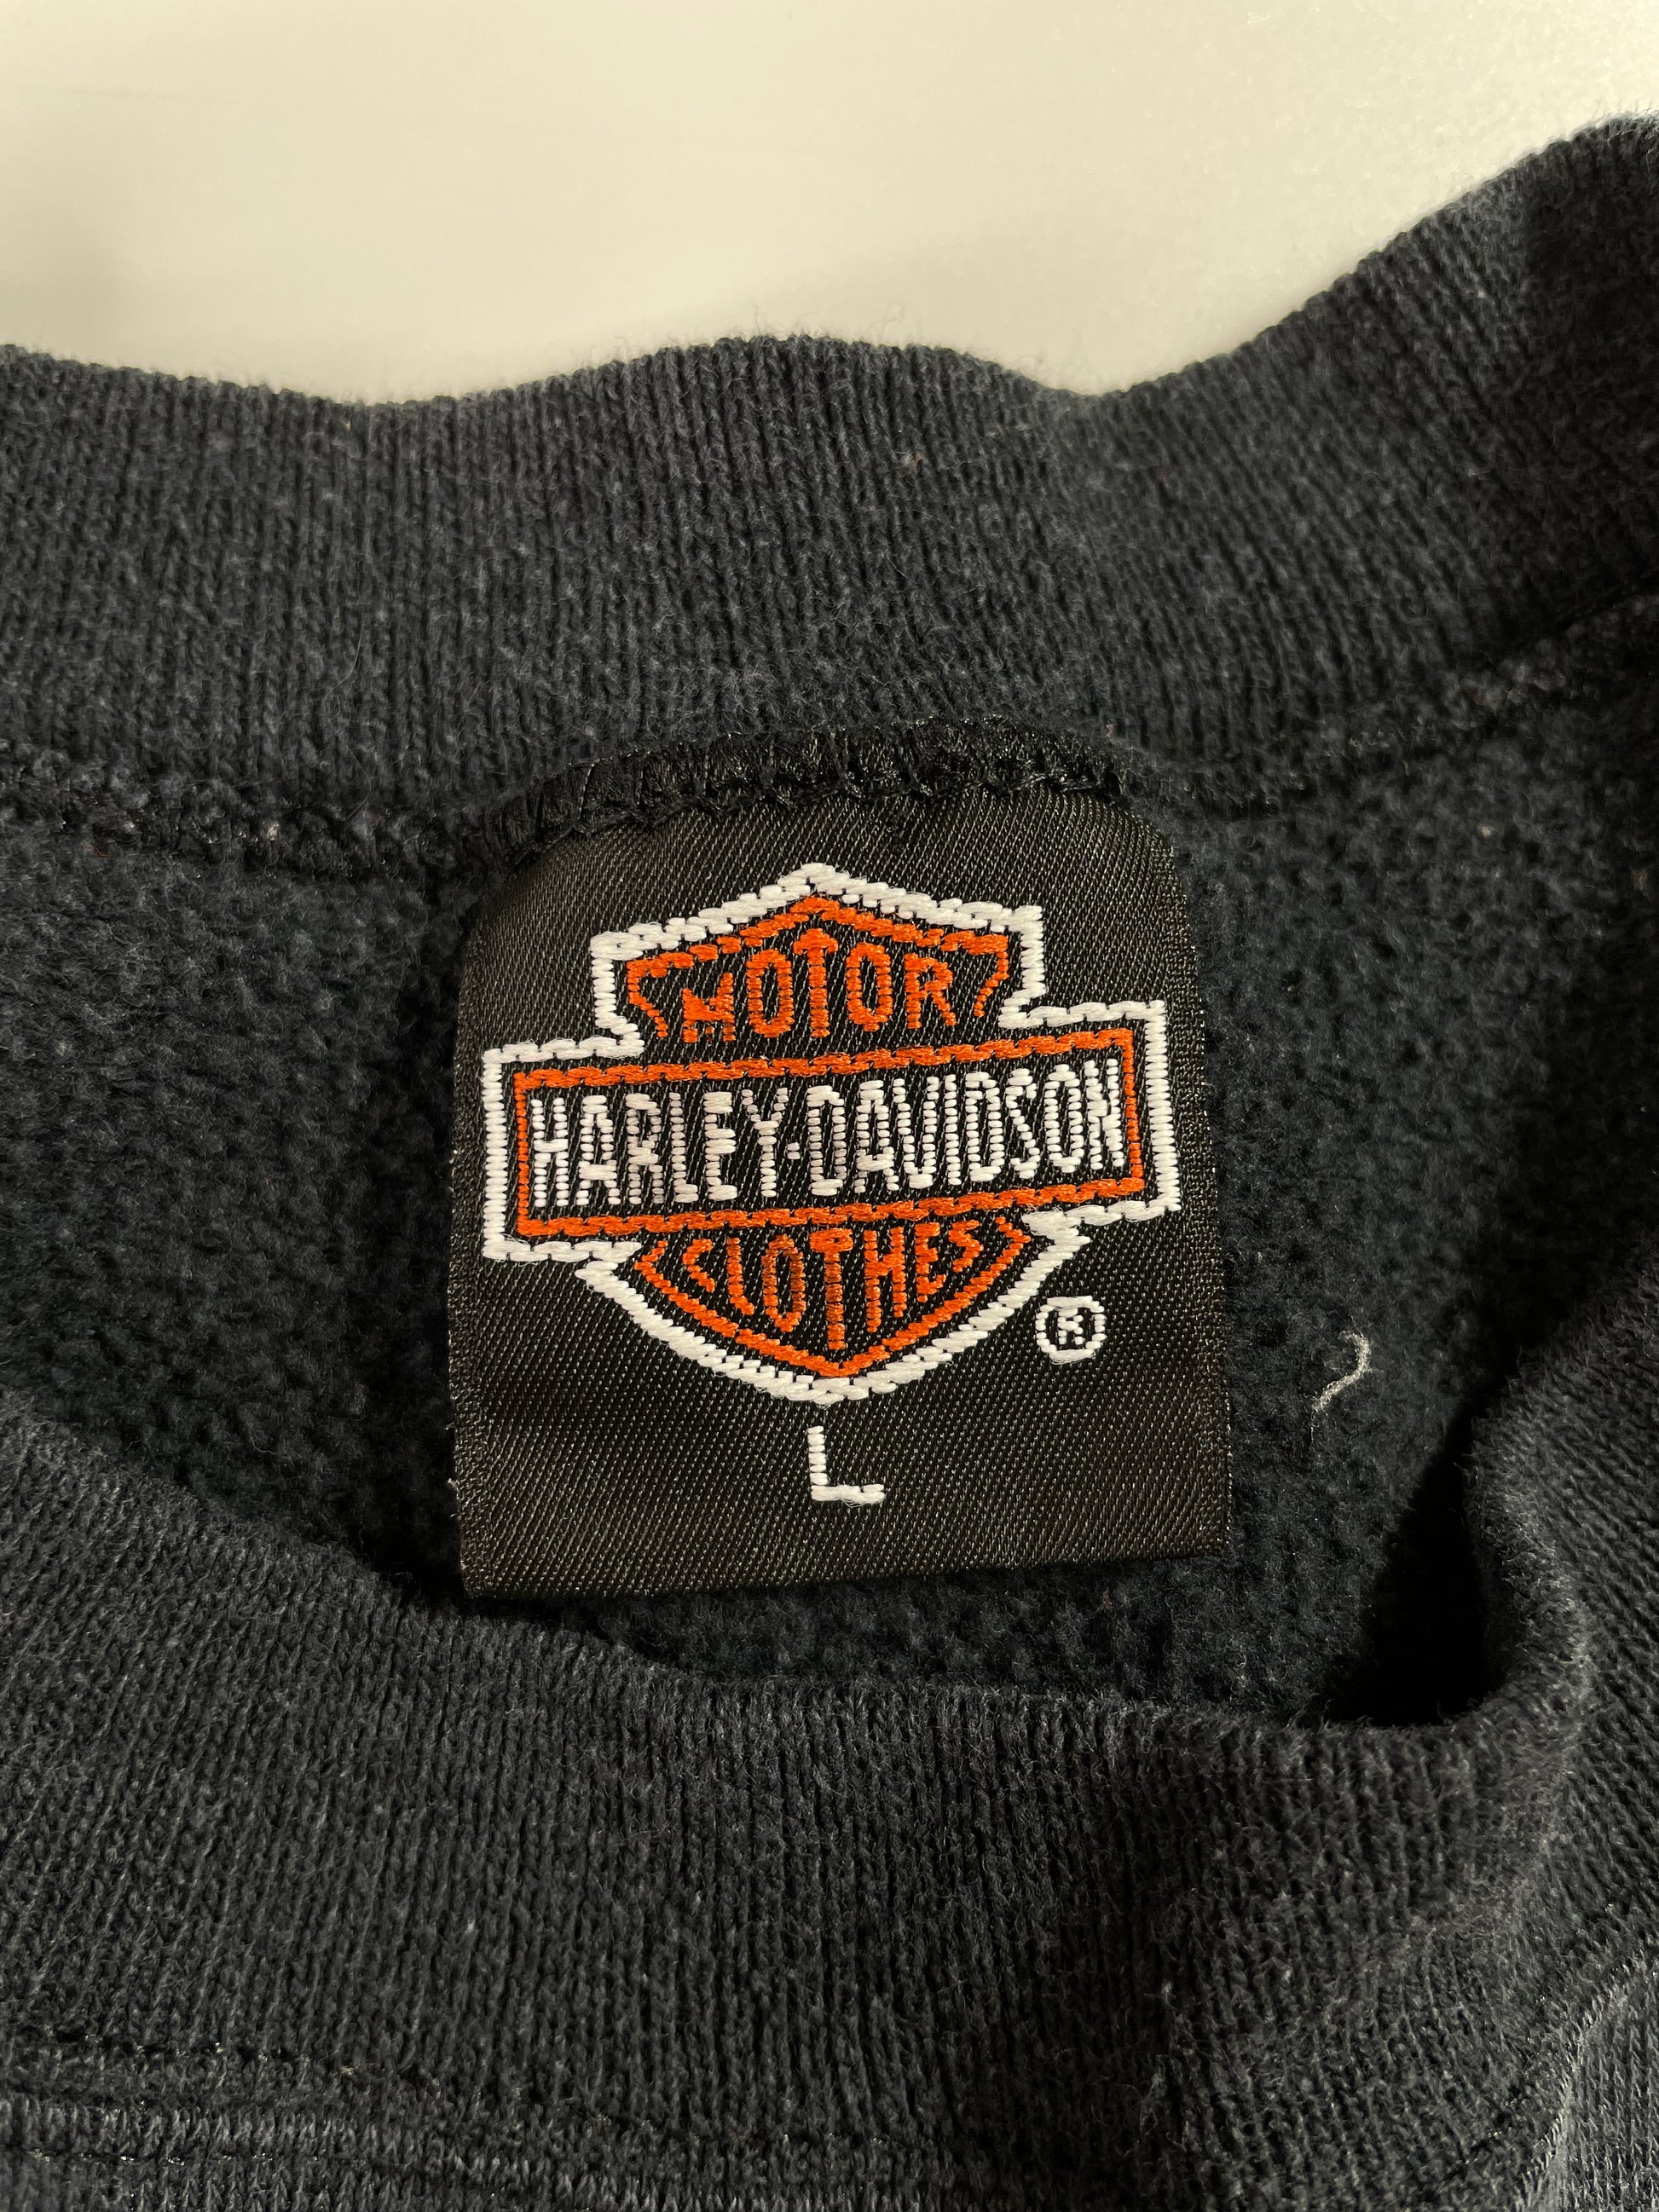 MOTOR
HARLEY-DAVIDSON
CLOTHES
®
L